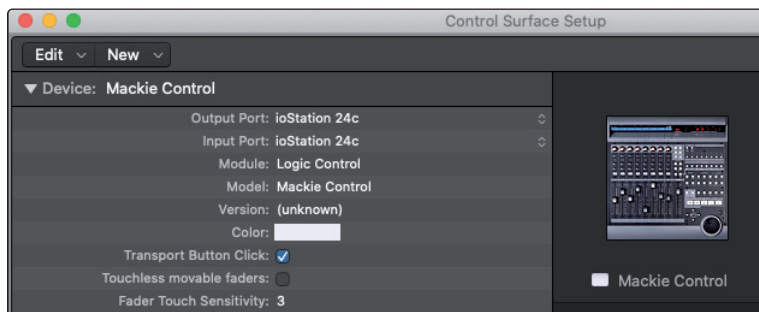 Control Surface Setup
Edit New
Device: Mackie Control
Output Port: ioStation 24c
Input Port: ioStation 24c
Module: Logic Control
Model: Mackie Control
Version: (unknown)
Color:
Transport Button Click:
Touchless movable faders:
Fader Touch Sensitivity: 3
Mackie Control